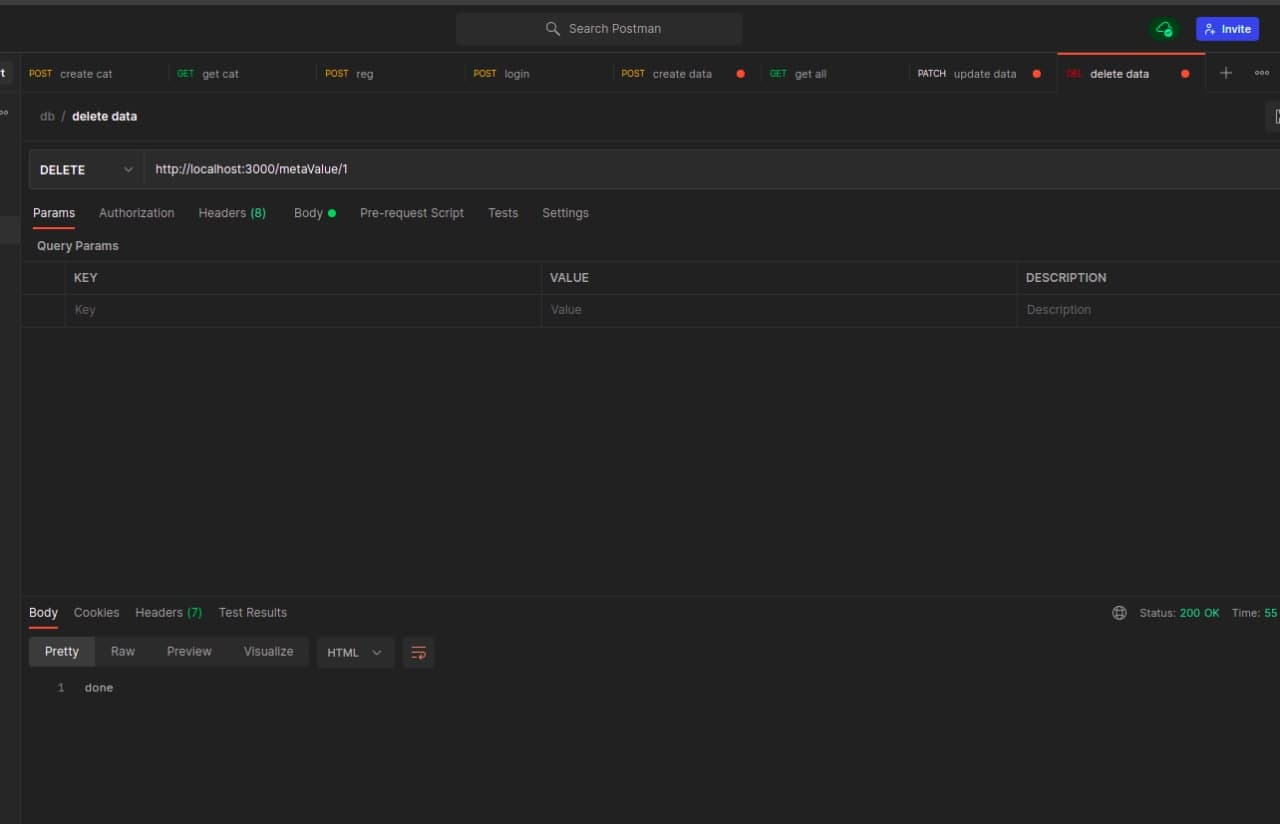 Search Postman
Invite
t POST create cat GET get cat POST reg POST login POST create data GET get all PATCH update data DEL delete data
db / delete data
DELETE http://localhost:3000/metaValue/1
Params Authorization Headers (8) Body Pre-request Script Tests Settings
Query Params
KEY VALUE DESCRIPTION
Key Value Description
Body Cookies Headers (7) Test Results Status: 200 OK Time: 55
Pretty Raw Preview Visualize HTML
1 done